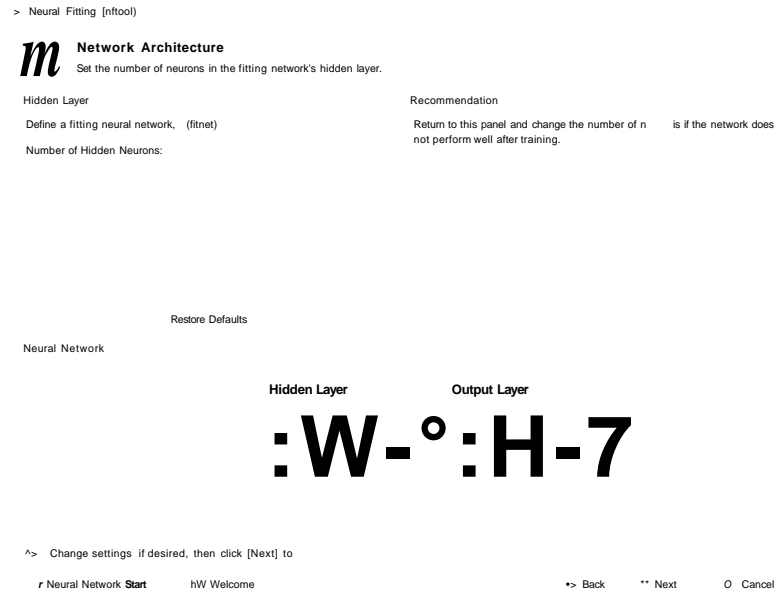 > Neural Fitting [nftool)
m
Network Architecture
Set the number of neurons in the fitting network's hidden layer.
Hidden Layer
Define a fitting neural network, (fitnet)
Number of Hidden Neurons:
Recommendation
Return to this panel and change the number of n is if the network does
not perform well after training.
Restore Defaults
Neural Network
Hidden Layer Output Layer
:W-°:H-7
^> Change settings if desired, then click [Next] to
r Neural Network Start hW Welcome •> Back ** Next O Cancel